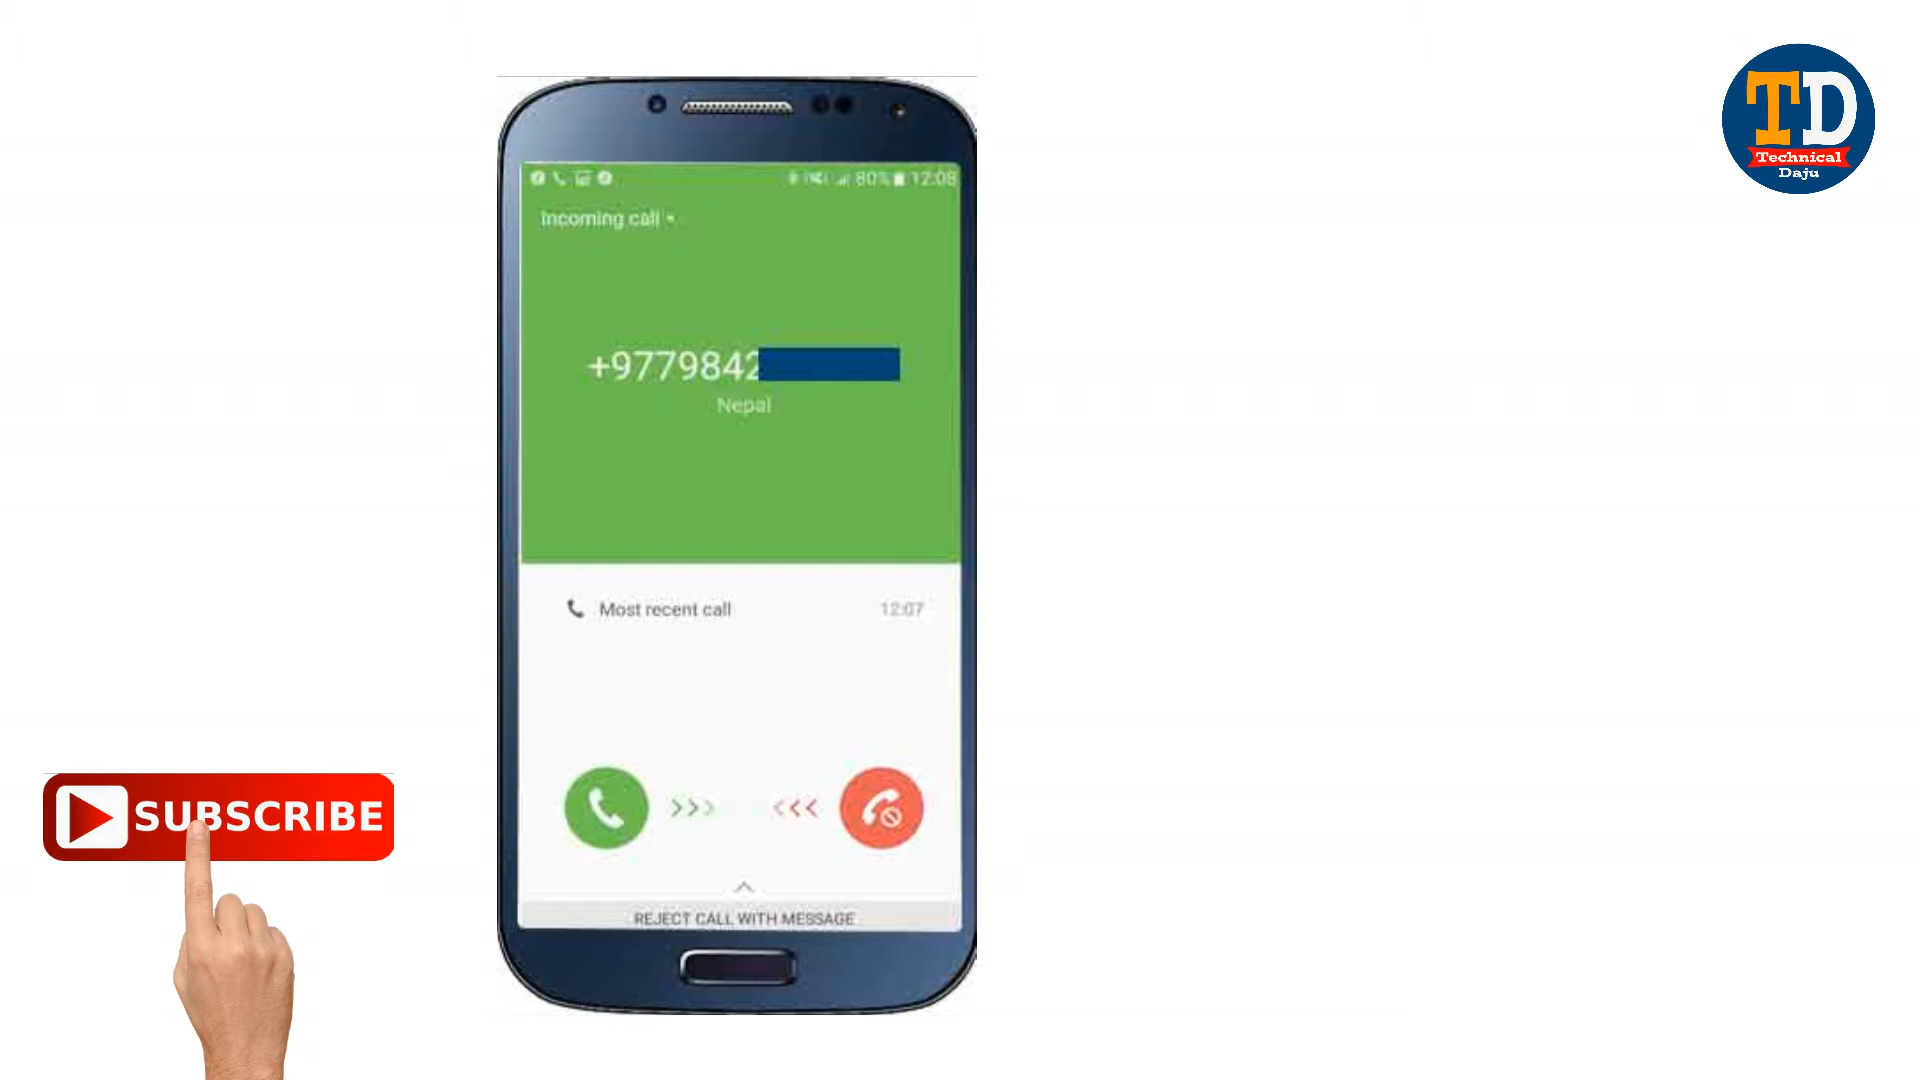 TD
Technical
Daju
80% 12:08
Incoming call
+9779842
Nepal
Most recent call 12:07
REJECT CALL WITH MESSAGE
SUBSCRIBE